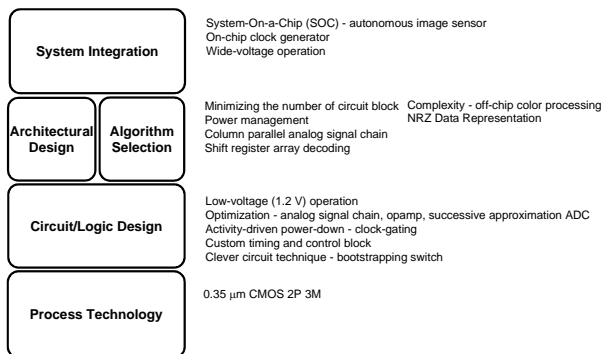 System Integration
System-On-a-Chip (SOC) - autonomous image sensor
On-chip clock generator
Wide-voltage operation
Architectural
Design
Algorithm
Selection
Minimizing the number of circuit block
Power management
Column parallel analog signal chain
Shift register array decoding
Complexity - off-chip color processing
NRZ Data Representation
Circuit/Logic Design
Low-voltage (1.2 V) operation
Optimization - analog signal chain, opamp, successive approximation ADC
Activity-driven power-down - clock-gating
Custom timing and control block
Clever circuit technique - bootstrapping switch
Process Technology
0.35 μm CMOS 2P 3M